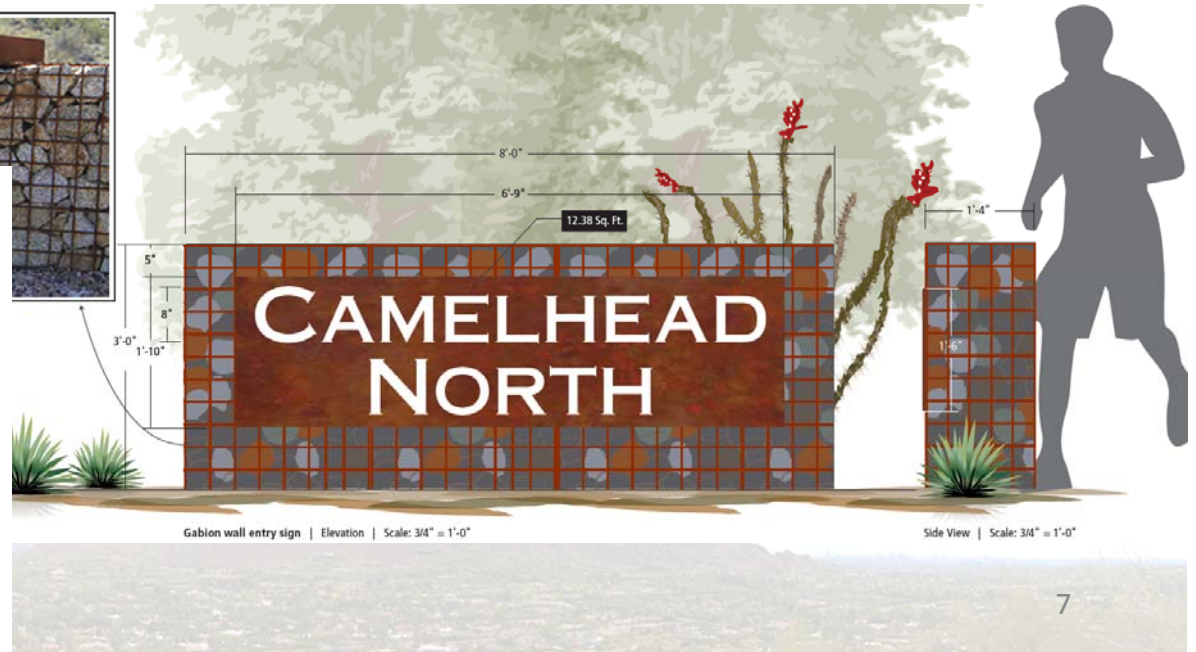 8'-0"
6'-9"
12.38 Sq. Ft.
1'-4"
5"
8"
3'-0"
1'-10"
1'-6"
CAMELHEAD
NORTH
Gabion wall entry sign | Elevation | Scale: 3/4" = 1'-0"
Side View | Scale: 3/4" = 1'-0"
7